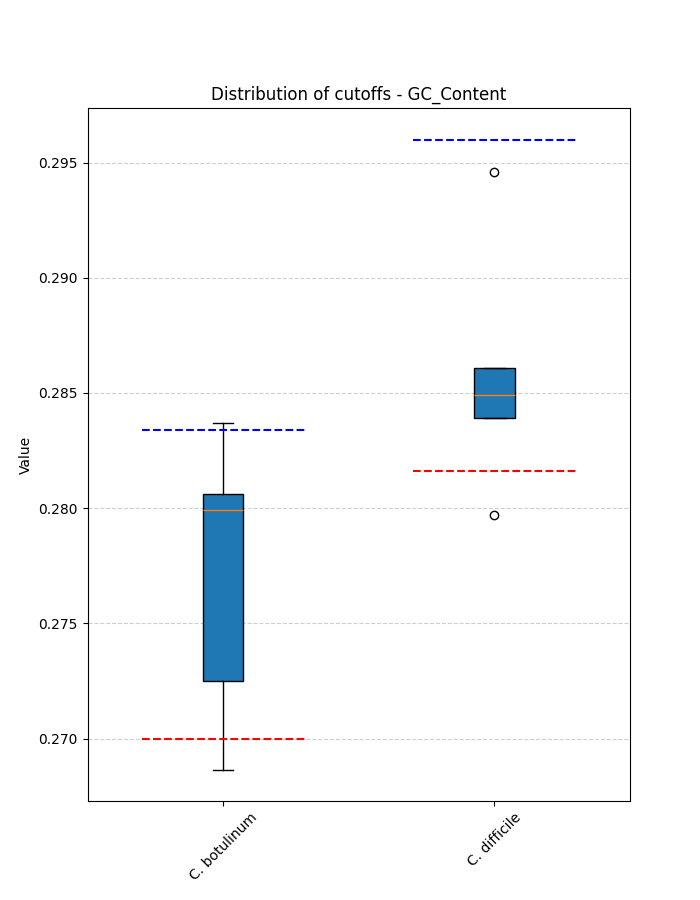 Distribution of cutoffs - GC_Content
0.295
0.290
0.285
0.280
0.275
0.270
Value
C. botulinum
C. difficile